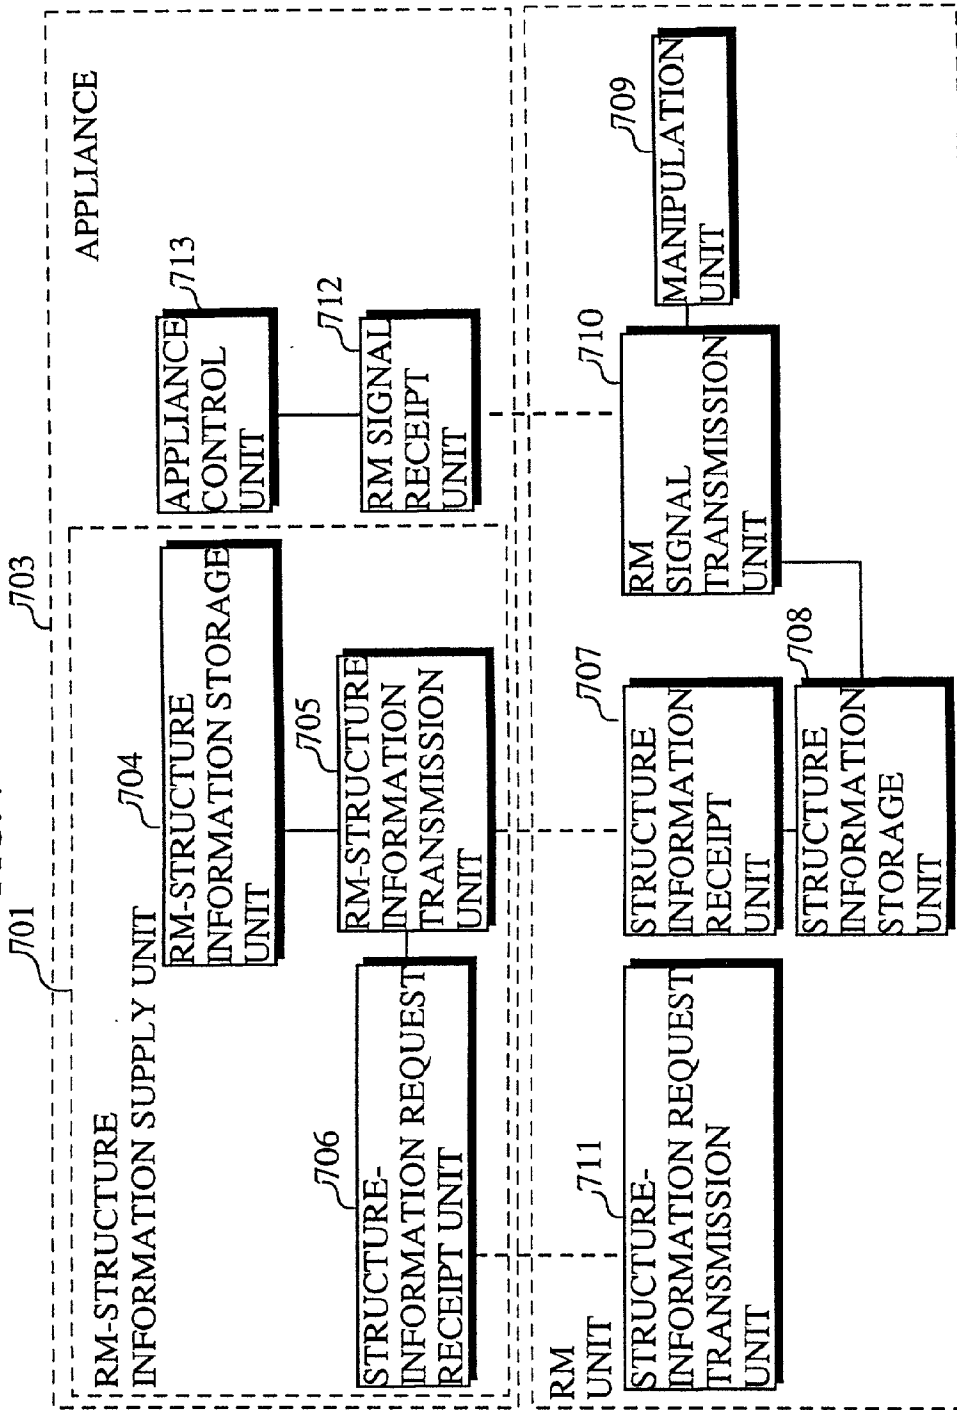 701
703
RM-STRUCTURE
INFORMATION SUPPLY UNIT
APPLIANCE
704
RM-STRUCTURE
INFORMATION STORAGE
UNIT
APPLIANCE
CONTROL
UNIT
713
706
STRUCTURE-
INFORMATION REQUEST
RECEIPT UNIT
705
RM-STRUCTURE
INFORMATION
TRANSMISSION
UNIT
712
RM SIGNAL
RECEIPT
UNIT
RM
UNIT
711
STRUCTURE-
INFORMATION REQUEST
TRANSMISSION
UNIT
707
STRUCTURE
INFORMATION
RECEIPT
UNIT
710
RM
SIGNAL
TRANSMISSION
UNIT
709
MANIPULATION
UNIT
708
STRUCTURE
INFORMATION
STORAGE
UNIT